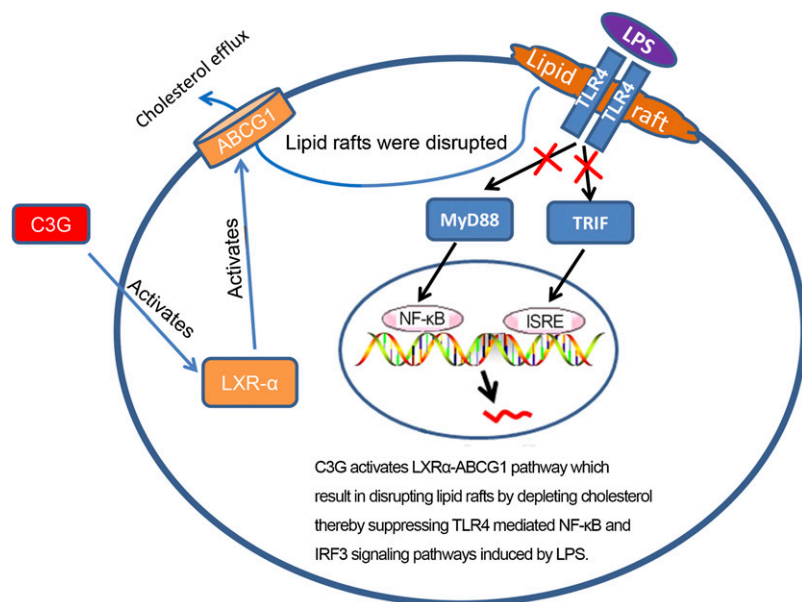 LPS
Lipid
TLR4
TLR4
raft
Cholesterol efflux
ABCG1
Lipid rafts were disrupted
C3G
Activates
Activates
LXR-α
MyD88
TRIF
NF-κB
ISRE
C3G activates LXRα-ABCG1 pathway which
result in disrupting lipid rafts by depleting cholesterol
thereby suppressing TLR4 mediated NF-κB and
IRF3 signaling pathways induced by LPS.